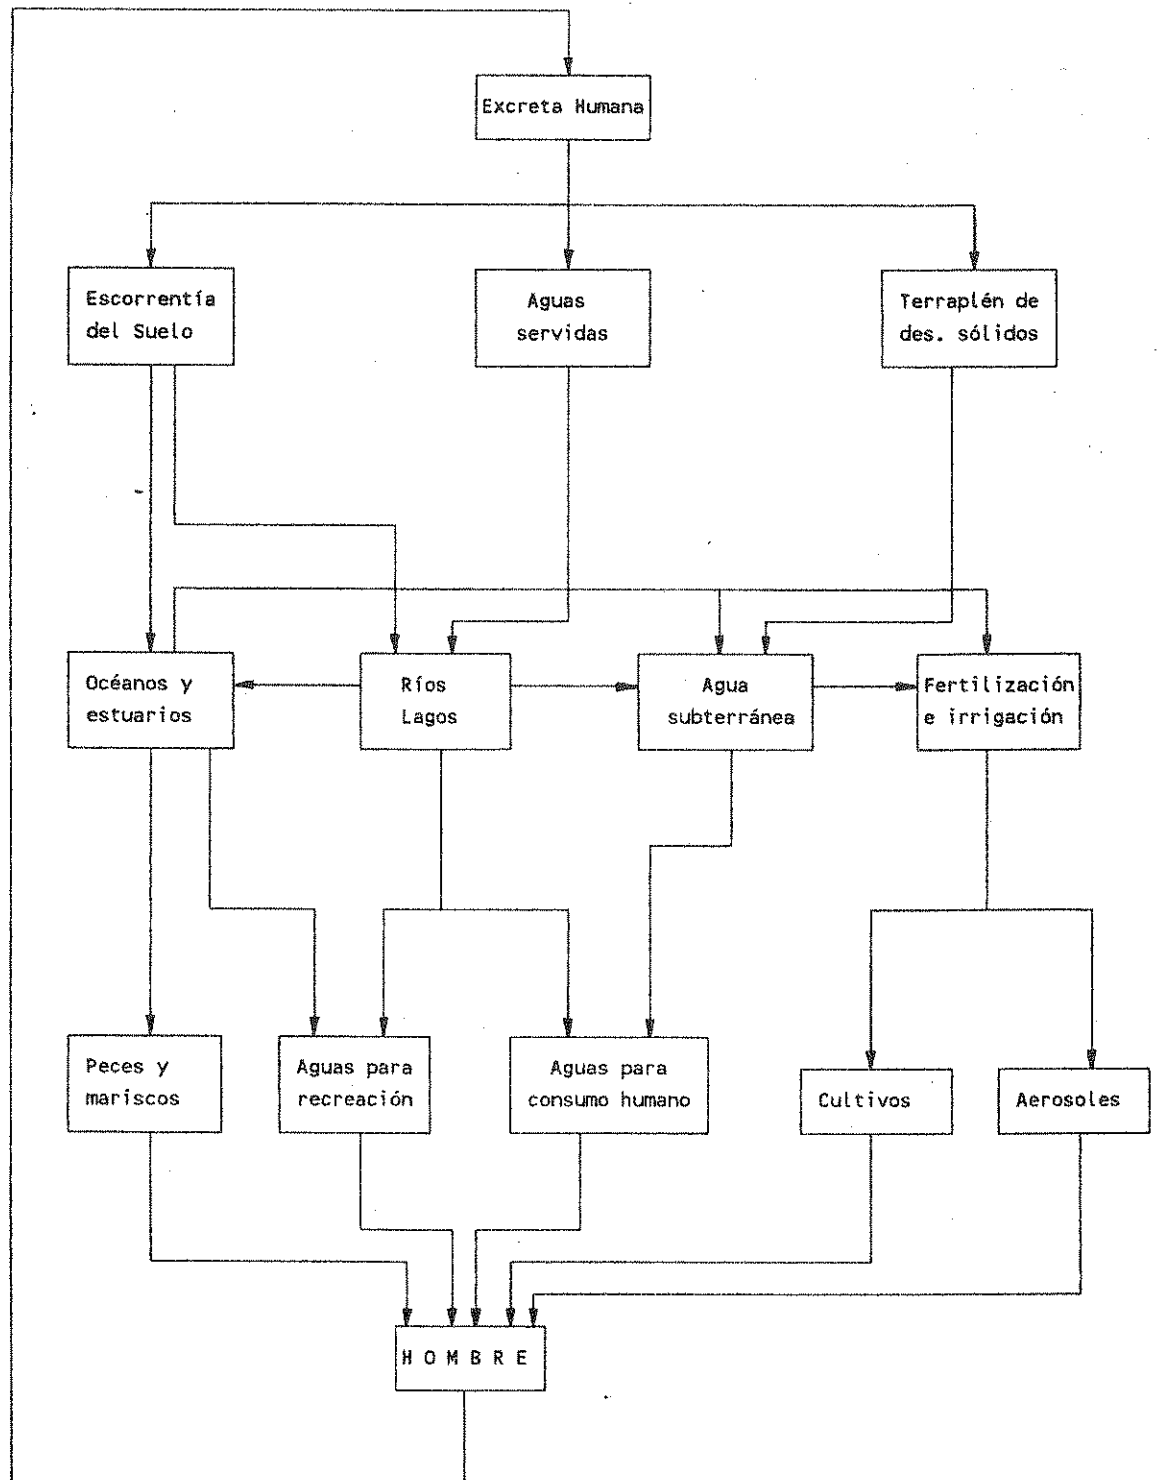 Excreta Humana
Escorrentía
del Suelo
Aguas
servidas
Terraplén de
des. sólidos
Océanos y
estuarios
Ríos
Lagos
Agua
subterránea
Fertilización
e irrigación
Peces y
mariscos
Aguas para
recreación
Aguas para
consumo humano
Cultivos
Aerosoles
H O M B R E